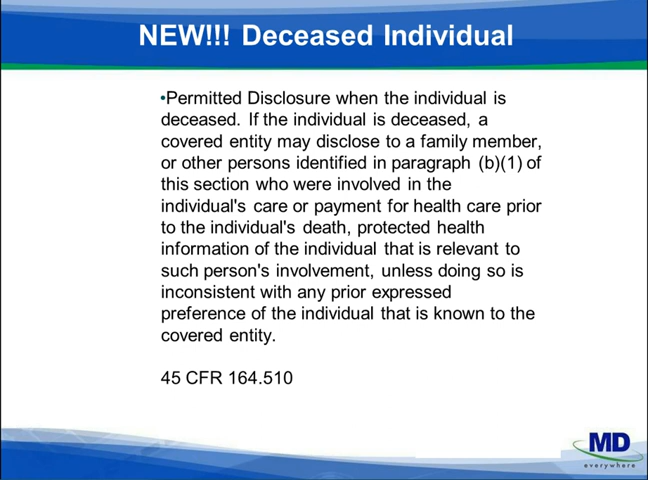 NEW!!! Deceased Individual
•Permitted Disclosure when the individual is
deceased. If the individual is deceased, a
covered entity may disclose to a family member,
or other persons identified in paragraph (b)(1) of
this section who were involved in the
individual's care or payment for health care prior
to the individual's death, protected health
information of the individual that is relevant to
such person's involvement, unless doing so is
inconsistent with any prior expressed
preference of the individual that is known to the
covered entity.
45 CFR 164.510
MD
everywhere